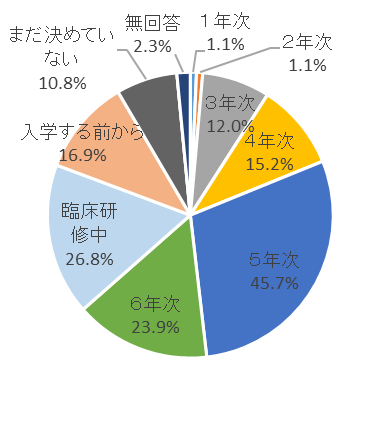 １年次
1.1%
２年次
1.1%
３年次
12.0%
４年次
15.2%
５年次
45.7%
６年次
23.9%
臨床研
修中
26.8%
入学する前から
16.9%
まだ決めてい
ない
10.8%
無回答
2.3%